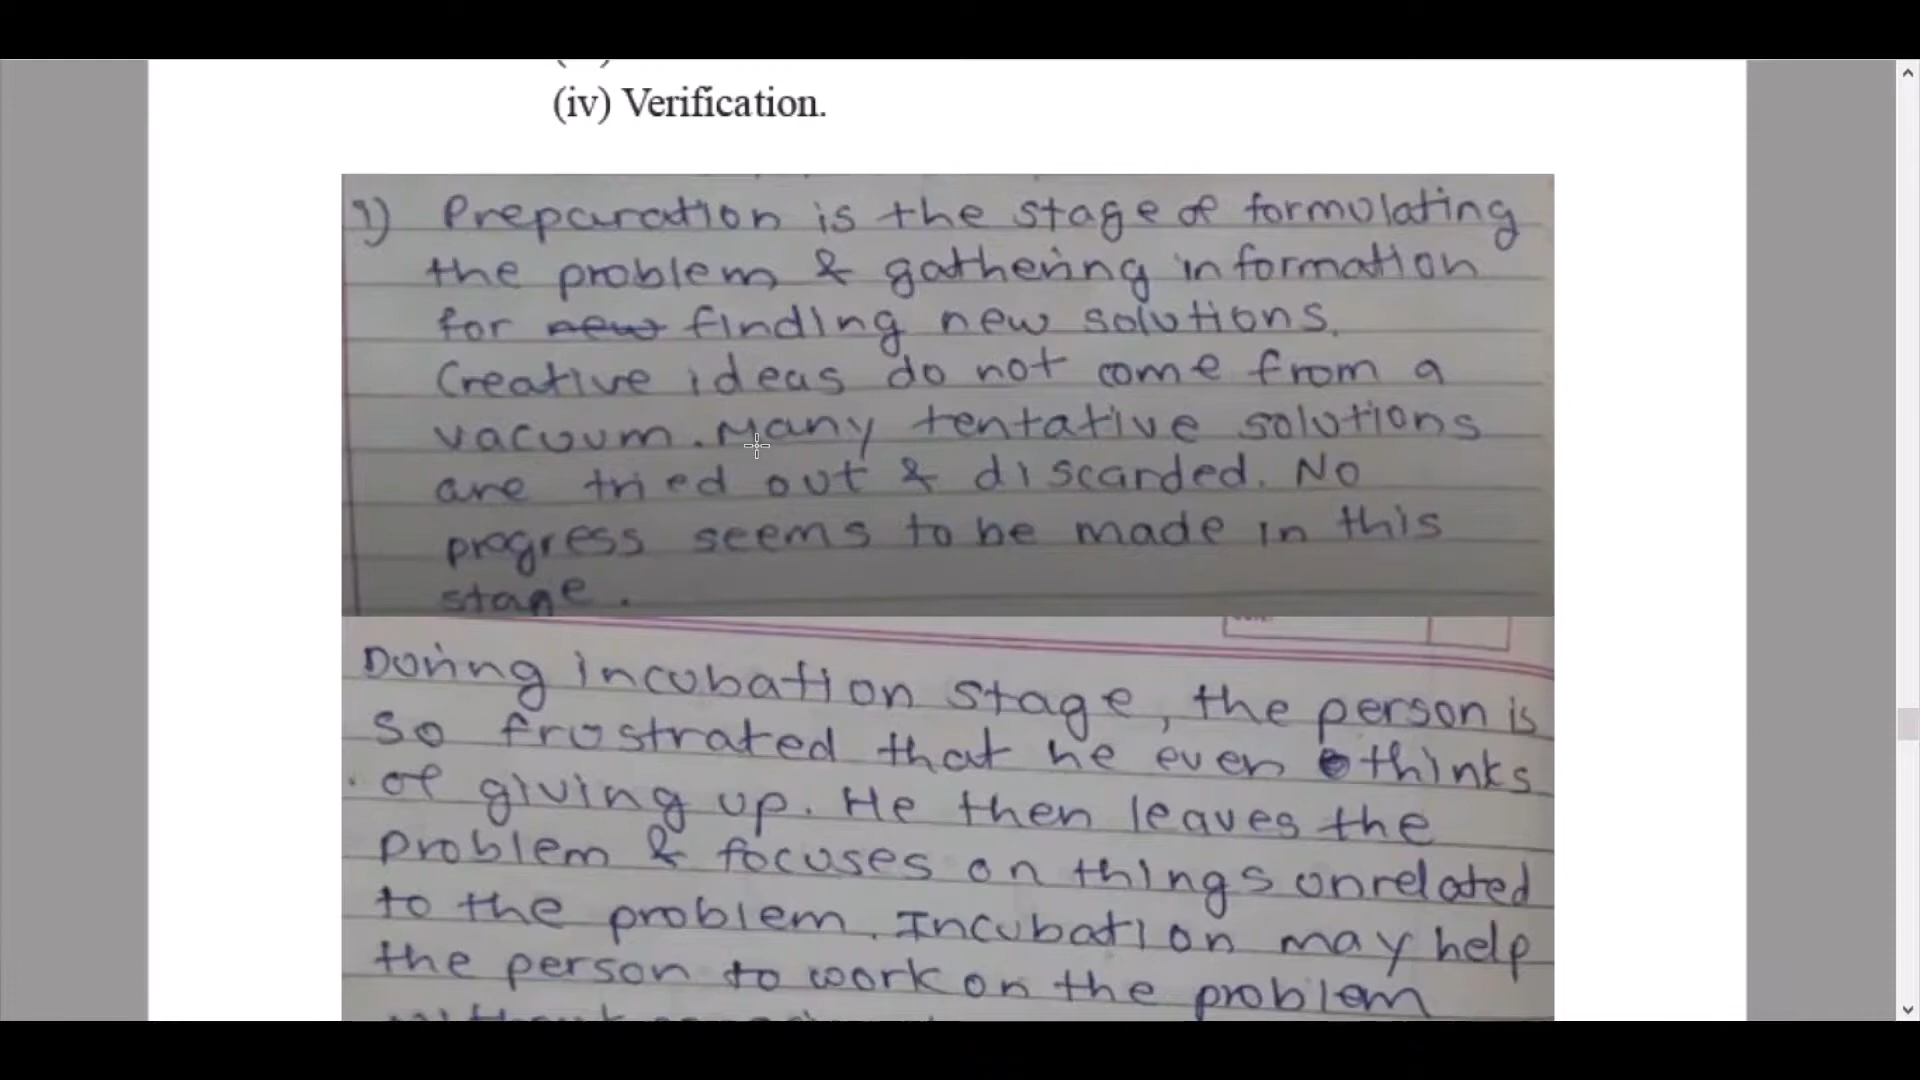 (iv) Verification.
1) Preparation is the stage of formulating
the problem & gathering information
for new finding new solutions.
Creative ideas do not come from a
vacuum. Many tentative solutions
are tried out & discarded. No
progress seems to be made in this
stage.
During incubation stage, the person is
so frustrated that he even thinks
of giving up. He then leaves the
problem & focuses on things unrelated
to the problem. Incubation may help
the person to work on the problem